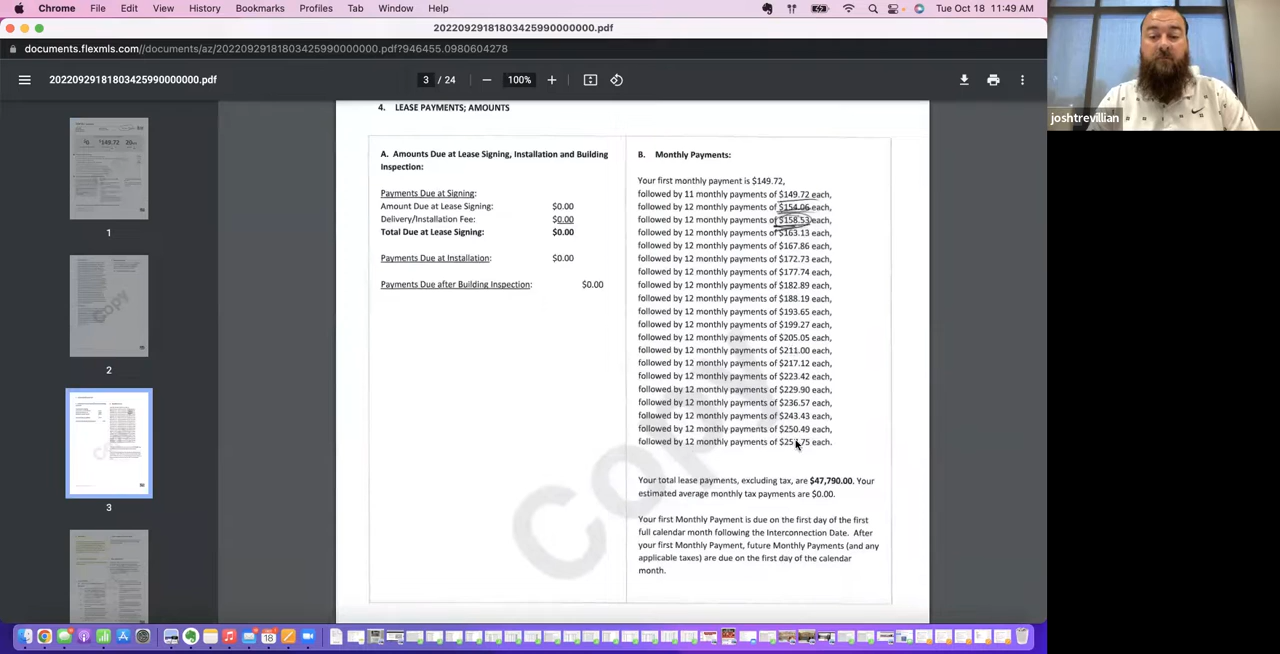 Chrome File Edit View History Bookmarks Profiles Tab Window Help Tue Oct 18 11:49 AM
20220929181803425990000000.pdf
documents.flexmls.com//documents/az/20220929181803425990000000.pdf?946455.0980604278
20220929181803425990000000.pdf 3 / 24 100%
joshtrevillian
1
2
3
4. LEASE PAYMENTS; AMOUNTS
A. Amounts Due at Lease Signing, Installation and Building
Inspection:
Payments Due at Signing:
Amount Due at Lease Signing: $0.00
Delivery/Installation Fee: $0.00
Total Due at Lease Signing: $0.00
Payments Due at Installation: $0.00
Payments Due after Building Inspection: $0.00
B. Monthly Payments:
Your first monthly payment is $149.72,
followed by 11 monthly payments of $149.72 each,
followed by 12 monthly payments of $154.06 each,
followed by 12 monthly payments of $158.53 each,
followed by 12 monthly payments of $163.13 each,
followed by 12 monthly payments of $167.86 each,
followed by 12 monthly payments of $172.73 each,
followed by 12 monthly payments of $177.74 each,
followed by 12 monthly payments of $182.89 each,
followed by 12 monthly payments of $188.19 each,
followed by 12 monthly payments of $193.65 each,
followed by 12 monthly payments of $199.27 each,
followed by 12 monthly payments of $205.05 each,
followed by 12 monthly payments of $211.00 each,
followed by 12 monthly payments of $217.12 each,
followed by 12 monthly payments of $223.42 each,
followed by 12 monthly payments of $229.90 each,
followed by 12 monthly payments of $236.57 each,
followed by 12 monthly payments of $243.43 each,
followed by 12 monthly payments of $250.49 each,
followed by 12 monthly payments of each.
Your total lease payments, excluding tax, are $47,790.00. Your
estimated average monthly tax payments are $0.00.
Your first Monthly Payment is due on the first day of the first
full calendar month following the Interconnection Date. After
your first Monthly Payment, future Monthly Payments (and any
applicable taxes) are due on the first day of the calendar
month.
Copy